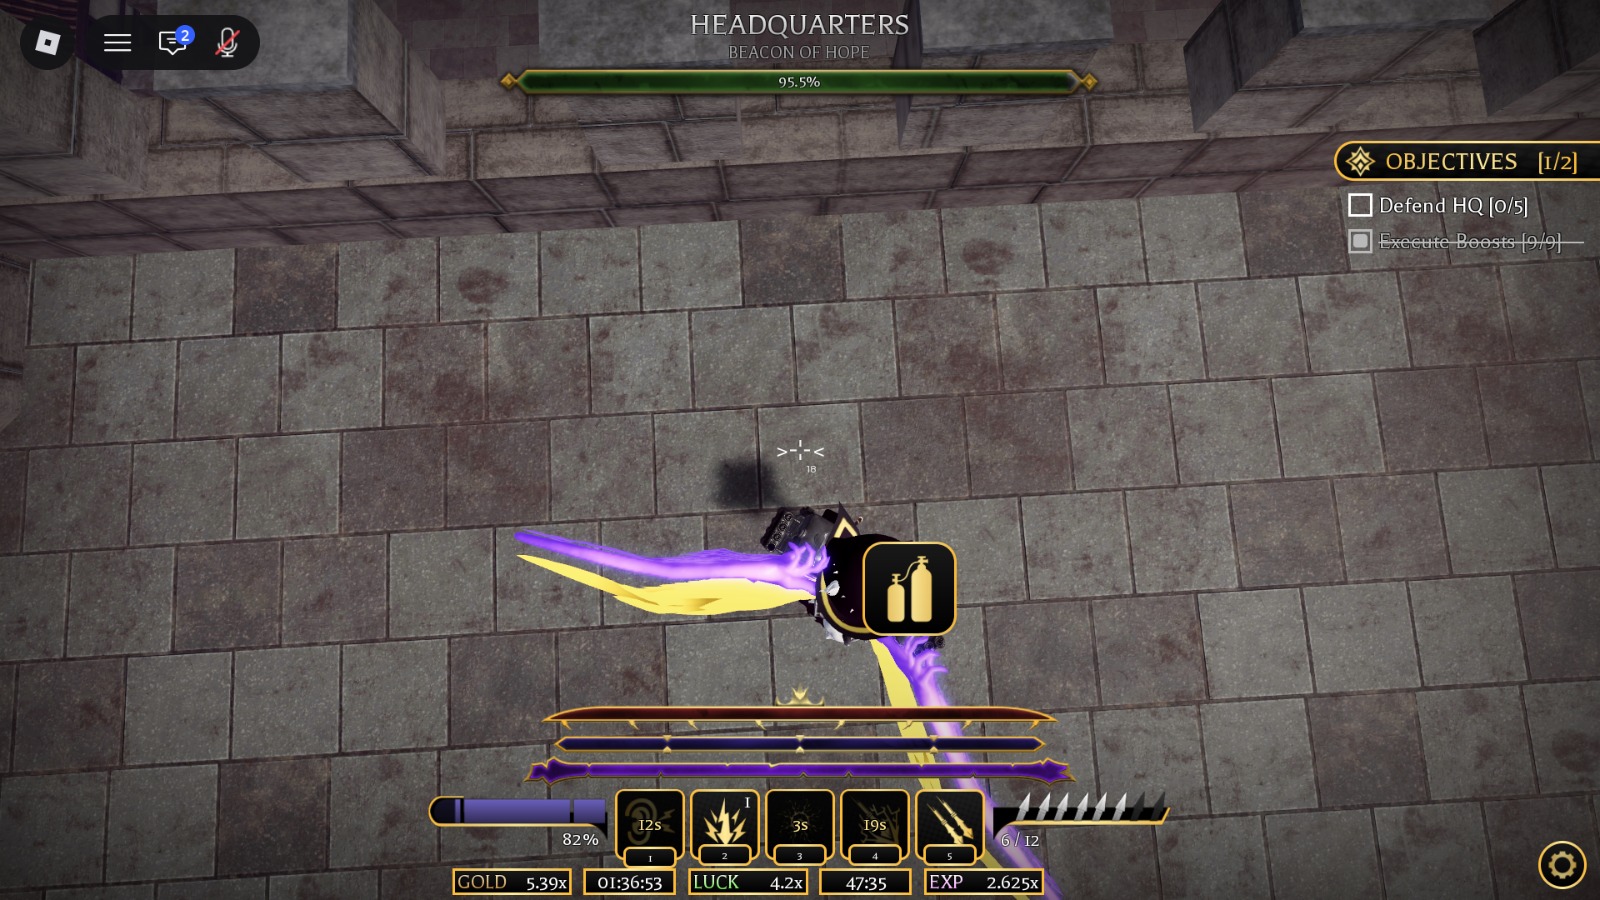 2
HEADQUARTERS
BEACON OF HOPE
95.5%
OBJECTIVES [1/2]
Defend HQ [0/5]
Execute Boosts [9/9]
>-¦-<
18
82%
12s
1
I
2
3s
3
19s
4
5
6 / 12
GOLD 5.39x
01:36:53
LUCK 4.2x
47:35
EXP 2.625x